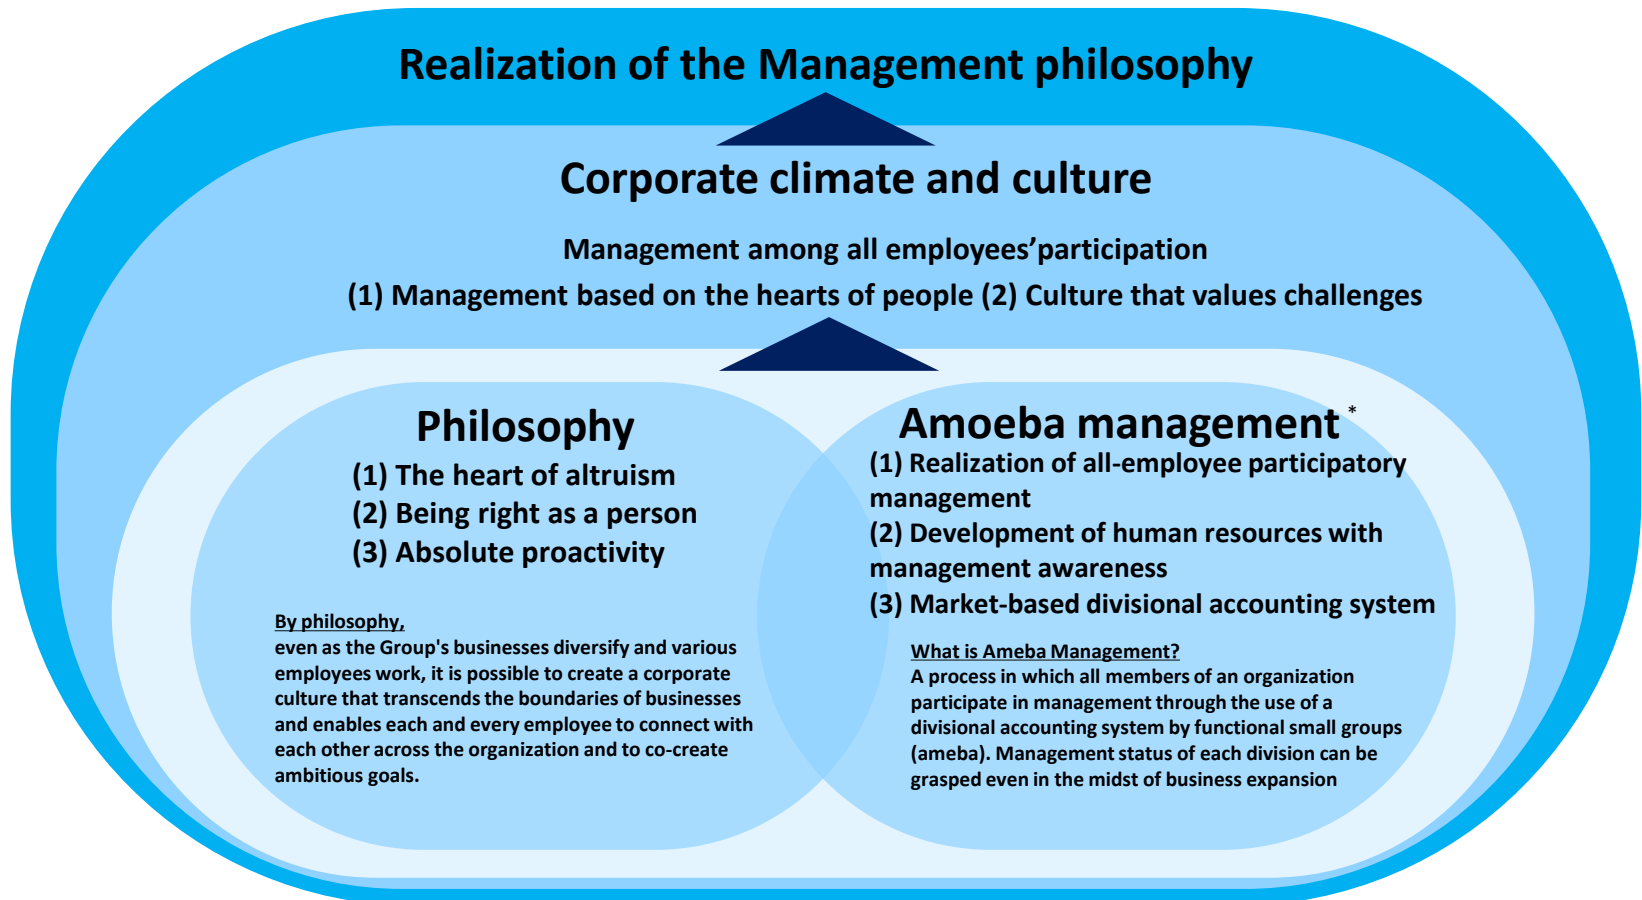 Realization of the Management philosophy
Corporate climate and culture
Management among all employees’participation
(1) Management based on the hearts of people (2) Culture that values challenges
Philosophy
(1) The heart of altruism
(2) Being right as a person
(3) Absolute proactivity
By philosophy,
even as the Group's businesses diversify and various
employees work, it is possible to create a corporate
culture that transcends the boundaries of businesses
and enables each and every employee to connect with
each other across the organization and to co-create
ambitious goals.
Amoeba management *
(1) Realization of all-employee participatory
management
(2) Development of human resources with
management awareness
(3) Market-based divisional accounting system
What is Ameba Management?
A process in which all members of an organization
participate in management through the use of a
divisional accounting system by functional small groups
(ameba). Management status of each division can be
grasped even in the midst of business expansion